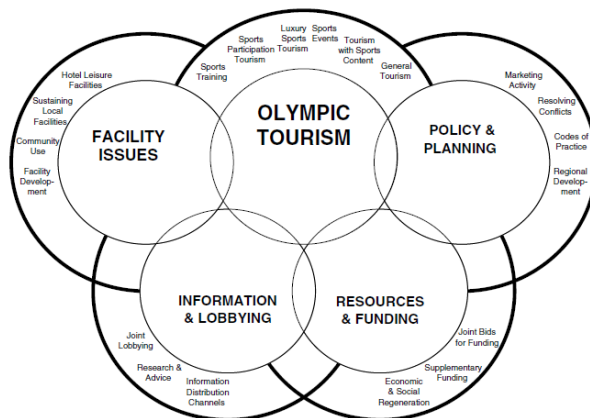 Sports
Training
Sports
Participation
Tourism
Luxury
Sports
Tourism
Sports
Events
Tourism
with Sports
Content
General
Tourism
OLYMPIC
TOURISM
Hotel Leisure
Facilities
Sustaining
Local
Facilities
Community
Use
Facility
Develop-
ment
FACILITY
ISSUES
Marketing
Activity
Resolving
Conflicts
Codes of
Practice
Regional
Develop-
ment
POLICY &
PLANNING
INFORMATION
& LOBBYING
Joint
Lobbying
Research &
Advice
Information
Distribution
Channels
RESOURCES
& FUNDING
Joint Bids
for Funding
Supplementary
Funding
Economic
& Social
Regeneration